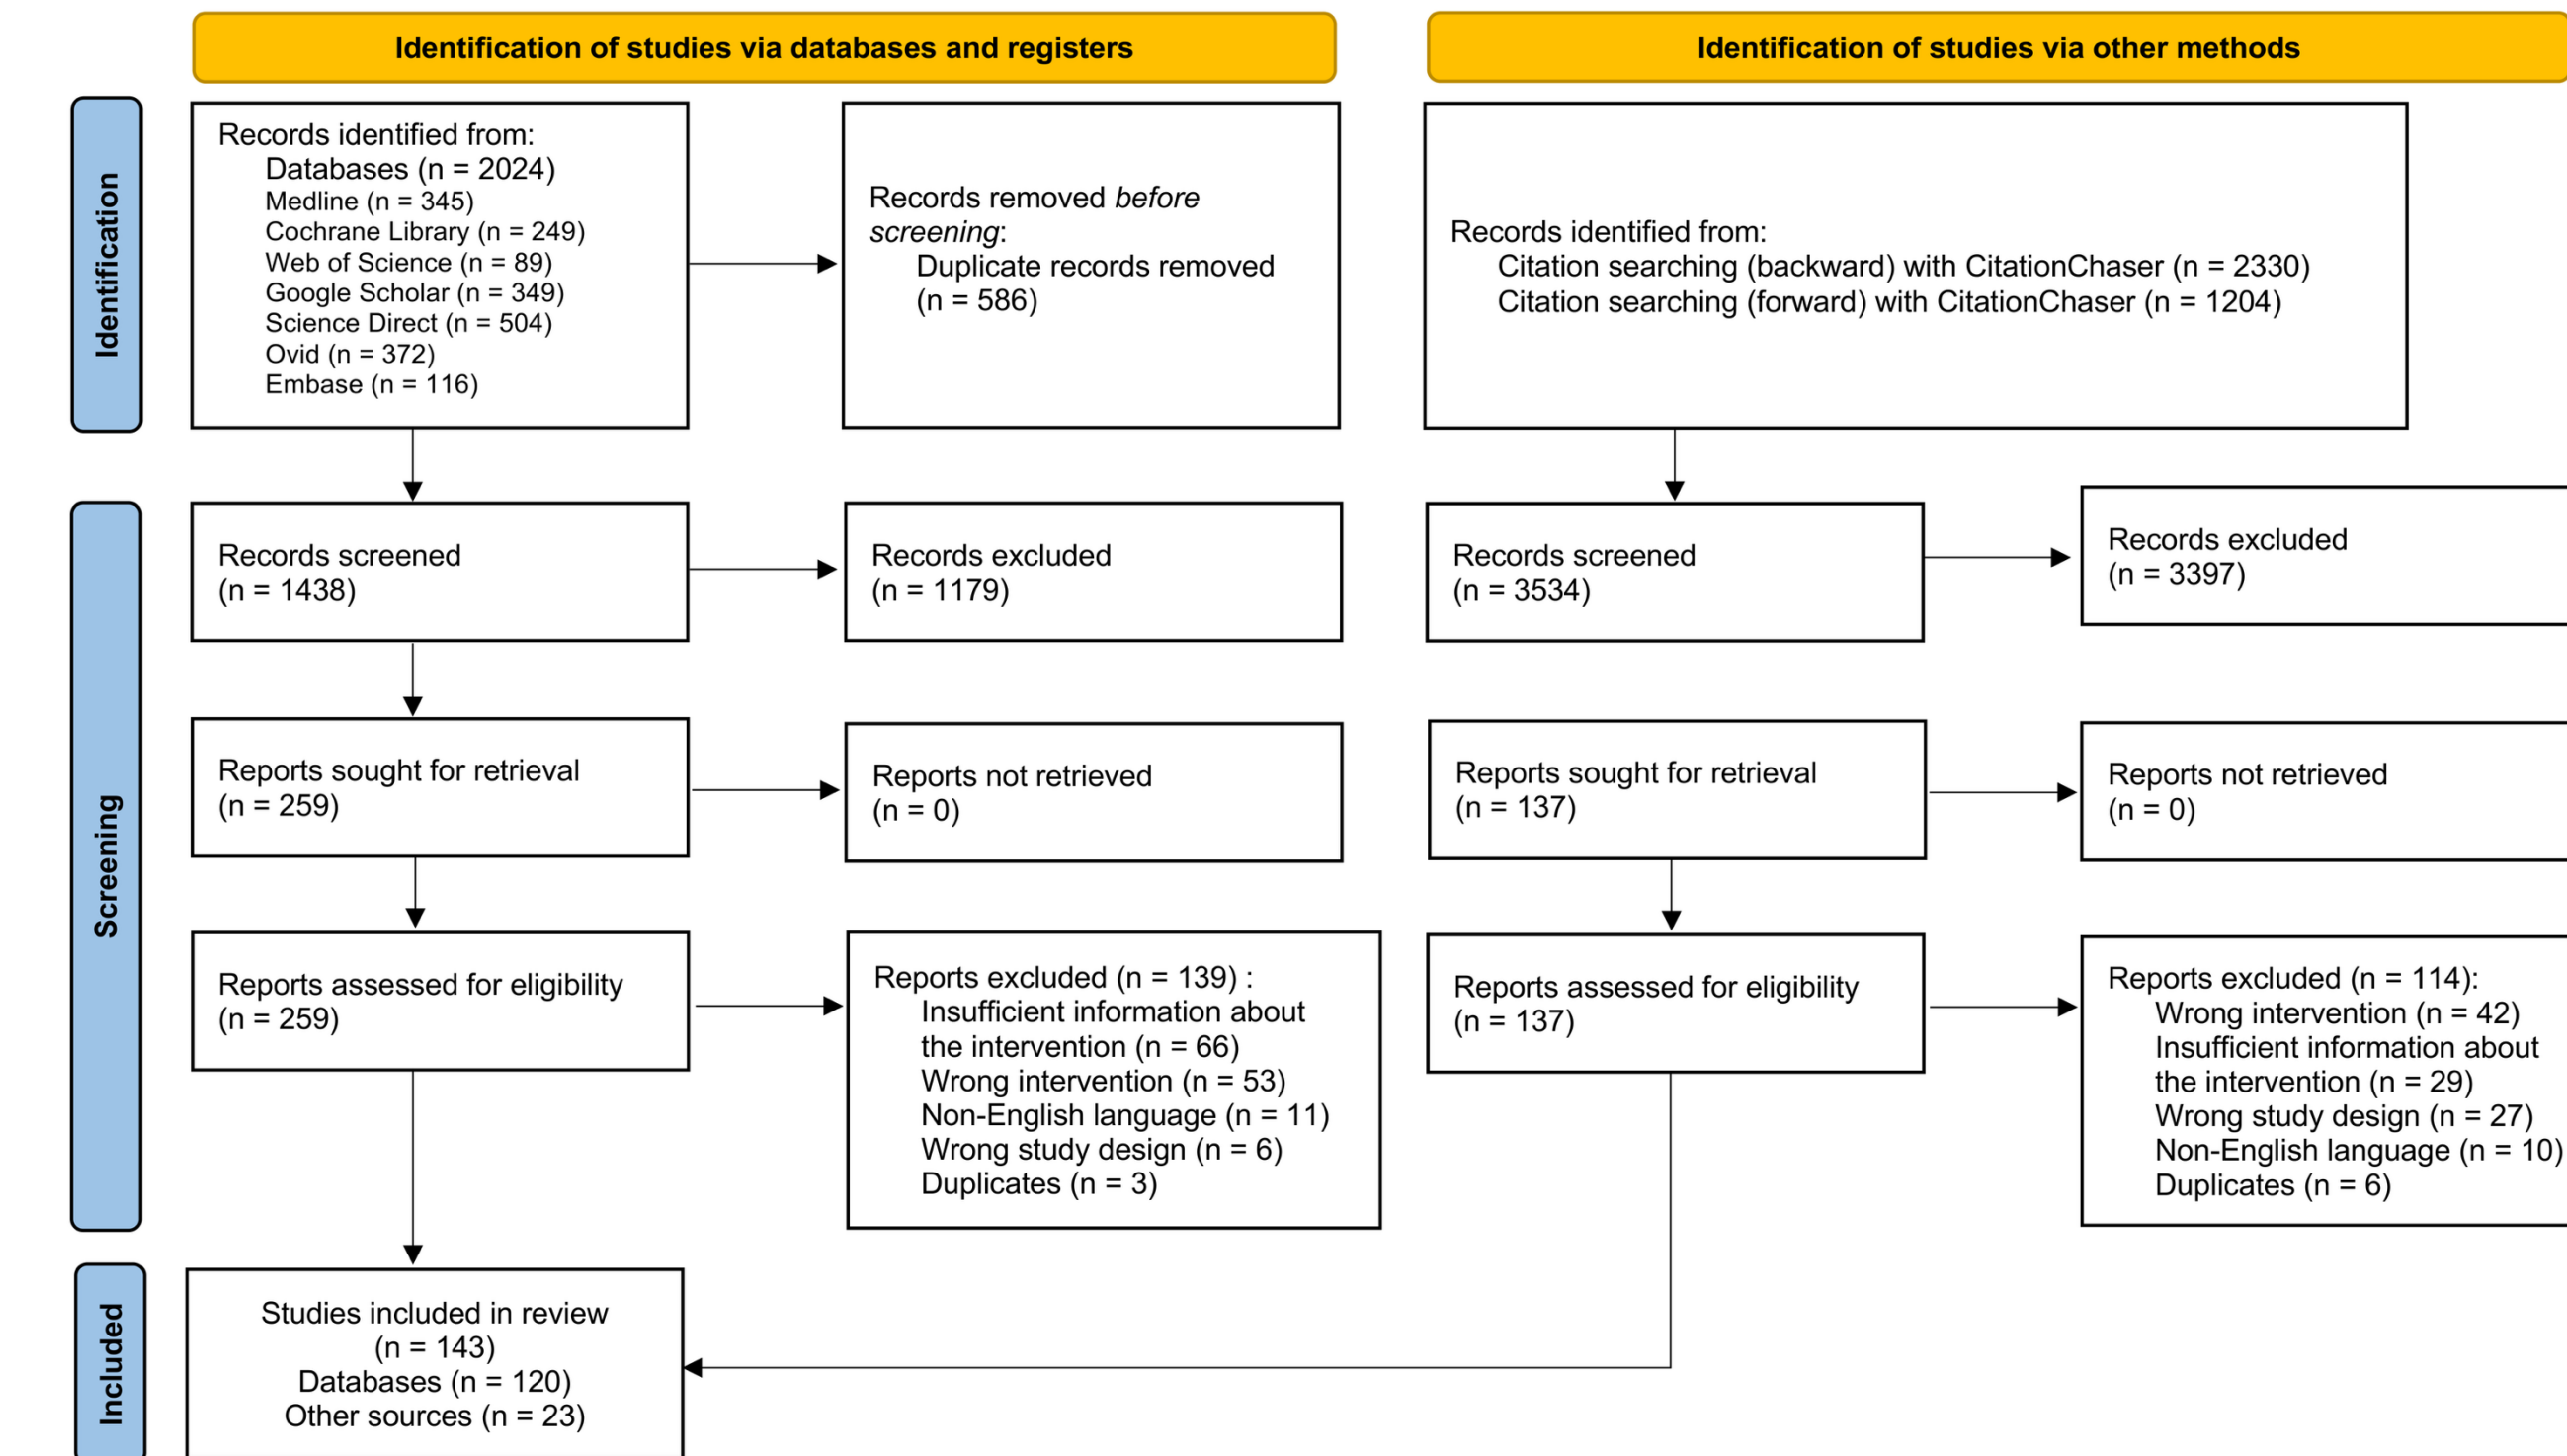 Identification of studies via databases and registers
Identification of studies via other methods
Identification
Records identified from:
Databases (n = 2024)
Medline (n = 345)
Cochrane Library (n = 249)
Web of Science (n = 89)
Google Scholar (n = 349)
Science Direct (n = 504)
Ovid (n = 372)
Embase (n = 116)
Records removed before
screening:
Duplicate records removed
(n = 586)
Records identified from:
Citation searching (backward) with CitationChaser (n = 2330)
Citation searching (forward) with CitationChaser (n = 1204)
Screening
Records screened
(n = 1438)
Records excluded
(n = 1179)
Records screened
(n = 3534)
Records excluded
(n = 3397)
Reports sought for retrieval
(n = 259)
Reports not retrieved
(n = 0)
Reports sought for retrieval
(n = 137)
Reports not retrieved
(n = 0)
Reports assessed for eligibility
(n = 259)
Reports excluded (n = 139) :
Insufficient information about
the intervention (n = 66)
Wrong intervention (n = 53)
Non-English language (n = 11)
Wrong study design (n = 6)
Duplicates (n = 3)
Reports assessed for eligibility
(n = 137)
Reports excluded (n = 114):
Wrong intervention (n = 42)
Insufficient information about
the intervention (n = 29)
Wrong study design (n = 27)
Non-English language (n = 10)
Duplicates (n = 6)
Included
Studies included in review
(n = 143)
Databases (n = 120)
Other sources (n = 23)